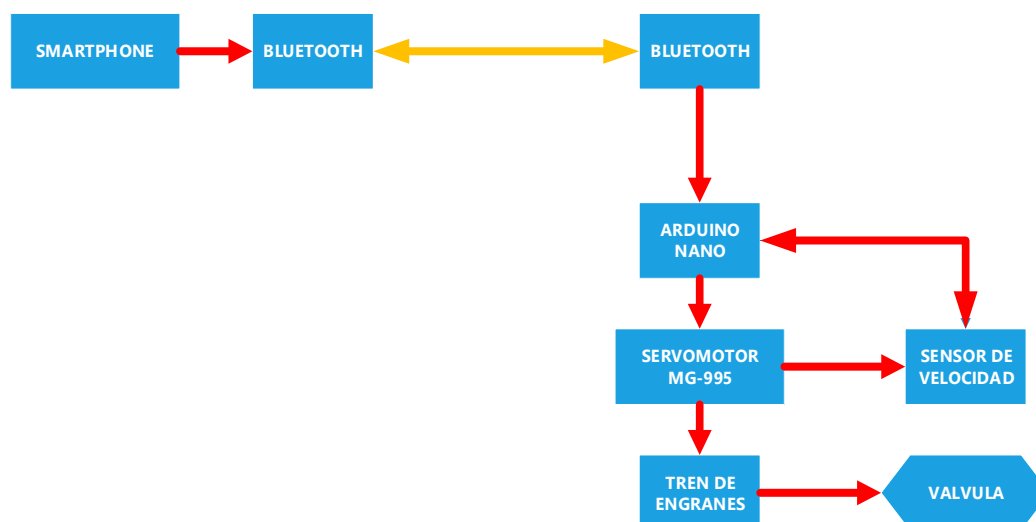 SMARTPHONE
BLUETOOTH
BLUETOOTH
ARDUINO
NANO
SERVOMOTOR
MG-995
SENSOR DE
VELOCIDAD
TREN DE
ENGRANES
VALVULA